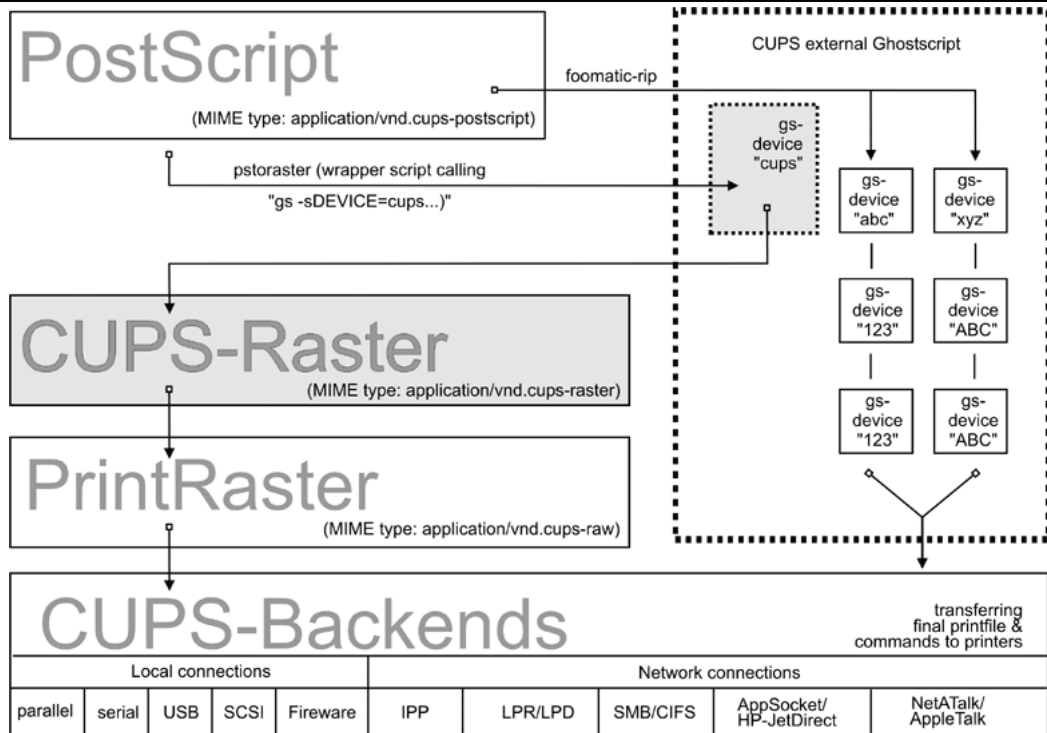 PostScript
(MIME type: application/vnd.cups-postscript)
CUPS external Ghostscript
foomatic-rip
pstoraster (wrapper script calling
"gs -sDEVICE=cups...)"
gs-
device
"cups"
gs-
device
"abc"
gs-
device
"xyz"
gs-
device
"123"
gs-
device
"ABC"
gs-
device
"123"
gs-
device
"ABC"
CUPS-Raster
(MIME type: application/vnd.cups-raster)
PrintRaster
(MIME type: application/vnd.cups-raw)
CUPS-Backends
transferring
final printfile &
commands to printers
Local connections
Network connections
parallel
serial
USB
SCSI
Fireware
IPP
LPR/LPD
SMB/CIFS
AppSocket/
HP-JetDirect
NetATalk/
AppleTalk